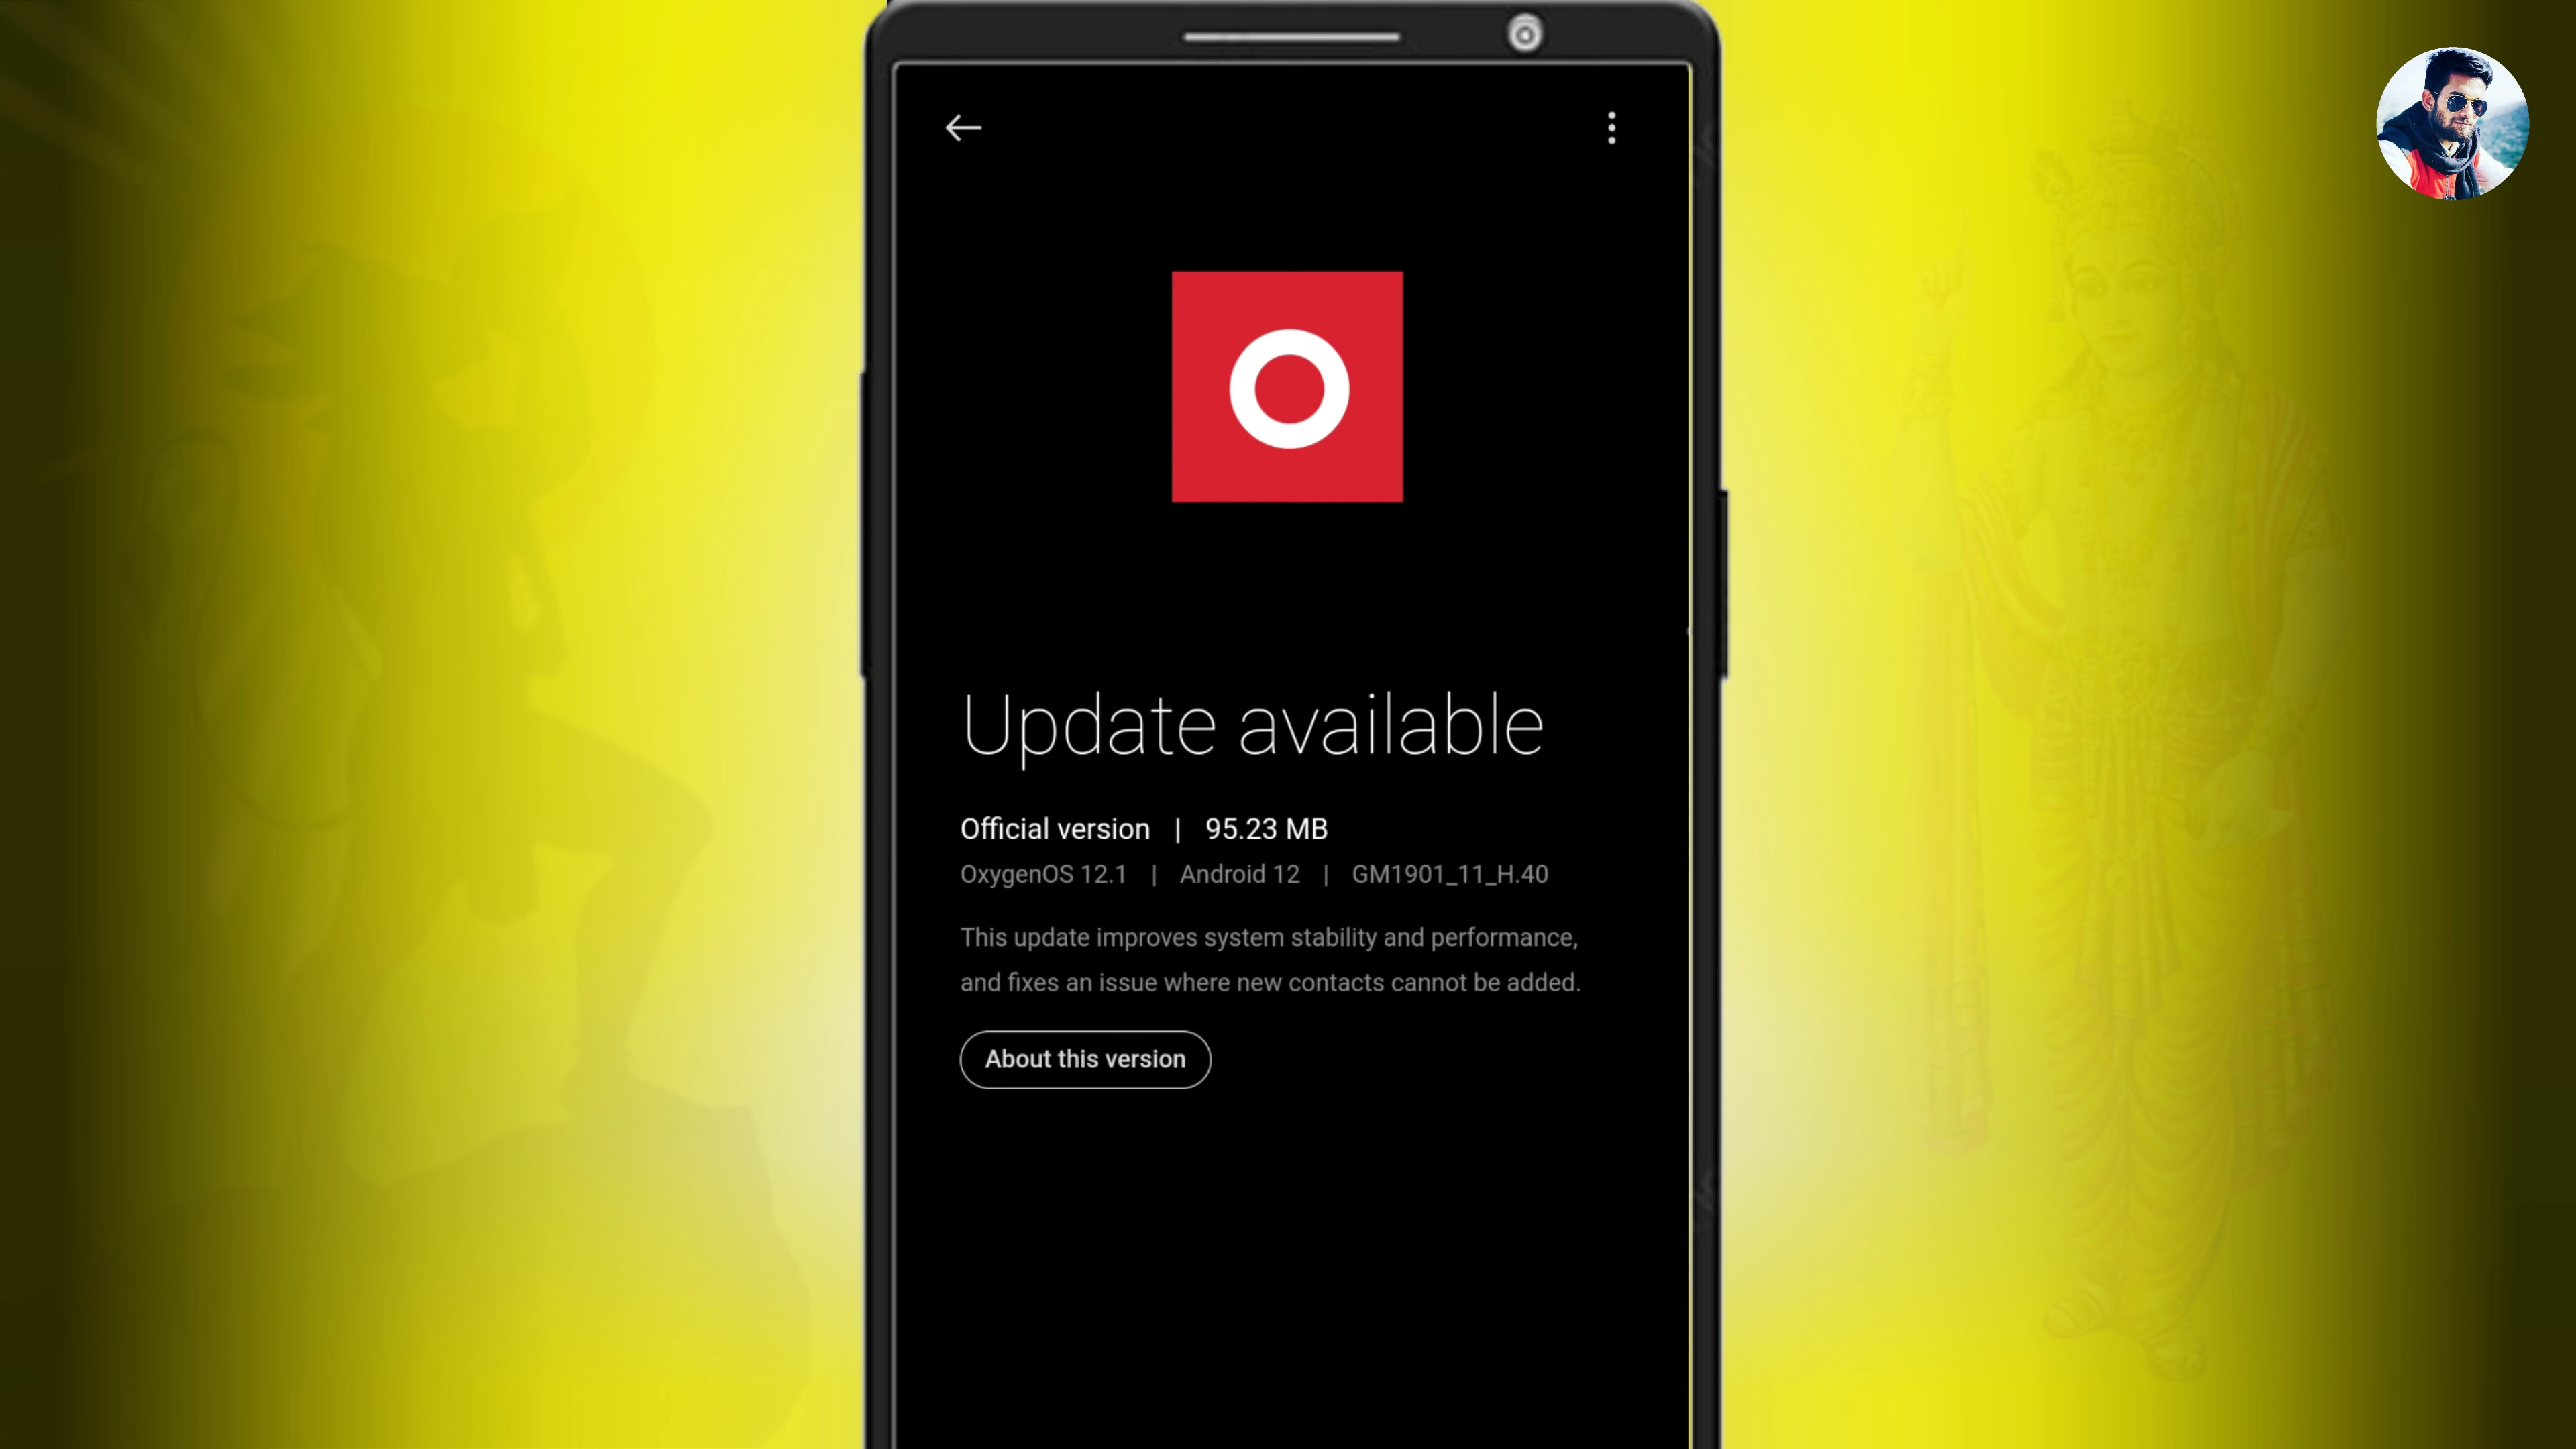 Update available
Official version | 95.23 MB
OxygenOS 12.1 | Android 12 | GM1901_11_H.40
This update improves system stability and performance,
and fixes an issue where new contacts cannot be added.
About this version